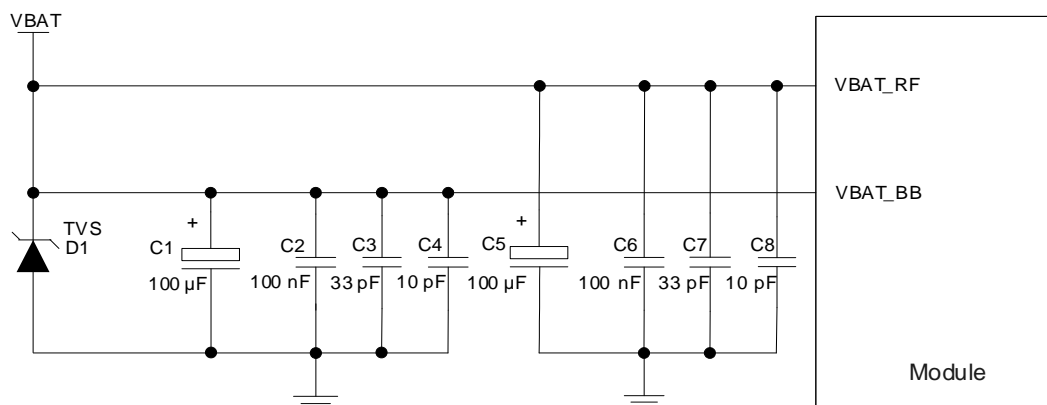 VBAT
VBAT_RF
VBAT_BB
TVS
D1
+
C1
100 µF
C2
100 nF
C3
33 pF
C4
10 pF
+
C5
100 µF
C6
100 nF
C7
33 pF
C8
10 pF
Module